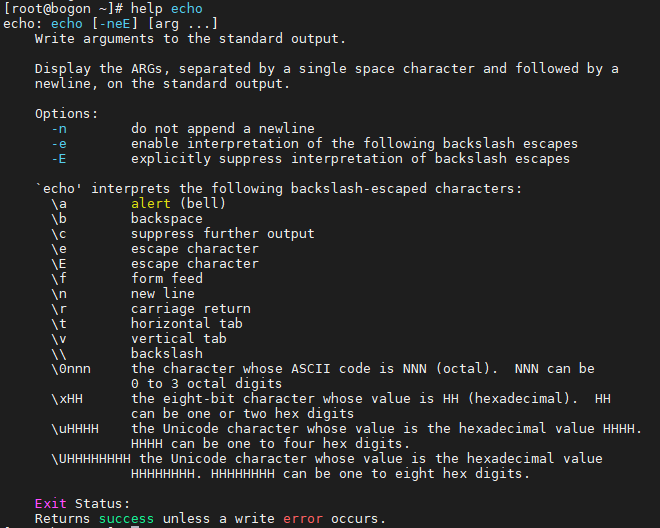 [root@bogon ~]# help echo
echo: echo [-neE] [arg ...]
    Write arguments to the standard output.

    Display the ARGs, separated by a single space character and followed by a
    newline, on the standard output.

    Options:
      -n        do not append a newline
      -e        enable interpretation of the following backslash escapes
      -E        explicitly suppress interpretation of backslash escapes

    `echo' interprets the following backslash-escaped characters:
      \a        alert (bell)
      \b        backspace
      \c        suppress further output
      \e        escape character
      \E        escape character
      \f        form feed
      \n        new line
      \r        carriage return
      \t        horizontal tab
      \v        vertical tab
      \\        backslash
      \0nnn     the character whose ASCII code is NNN (octal).  NNN can be
                0 to 3 octal digits
      \xHH      the eight-bit character whose value is HH (hexadecimal).  HH
                can be one or two hex digits
      \uHHHH    the Unicode character whose value is the hexadecimal value HHHH.
                HHHH can be one to four hex digits.
      \UHHHHHHHH the Unicode character whose value is the hexadecimal value
                HHHHHHHH. HHHHHHHH can be one to eight hex digits.

    Exit Status:
    Returns success unless a write error occurs.